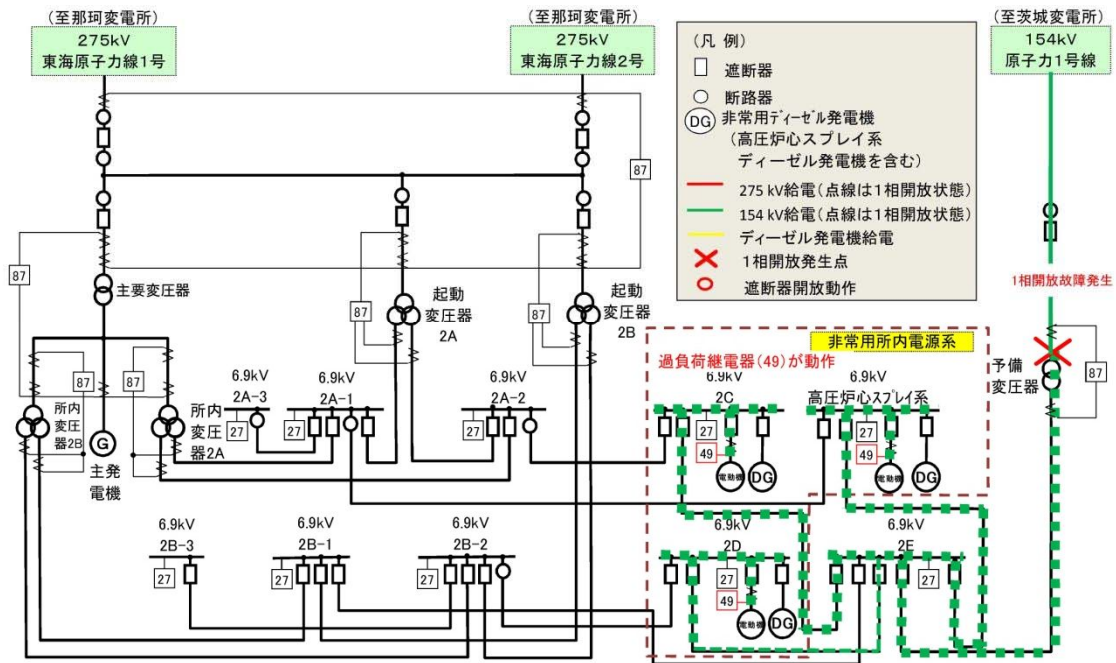 (至那珂変電所)
275kV
東海原子力線1号
(至那珂変電所)
275kV
東海原子力線2号
(至茨城変電所)
154kV
原子力1号線
(凡 例)
遮断器
断路器
DG
非常用ディーゼル発電機
(高圧炉心スプレイ系
ディーゼル発電機を含む)
275 kV給電(点線は1相開放状態)
154 kV給電(点線は1相開放状態)
ディーゼル発電機給電
1相開放発生点
遮断器開放動作
87
87
87
87
1相開放故障発生
主要変圧器
起動
変圧器
2A
起動
変圧器
2B
予備
変圧器
87
非常用所内電源系
過負荷継電器(49)が動作
87
87
所内
変圧
器2B
G
主発
電機
所内
変圧
器2A
6.9kV
2A-3
27
6.9kV
2A-1
27
6.9kV
2A-2
27
6.9kV
2C
27
49
電動機
DG
6.9kV
高圧炉心スプレイ系
27
49
電動機
DG
6.9kV
2B-3
27
6.9kV
2B-1
27
6.9kV
2B-2
27
6.9kV
2D
27
49
電動機
DG
6.9kV
2E
27